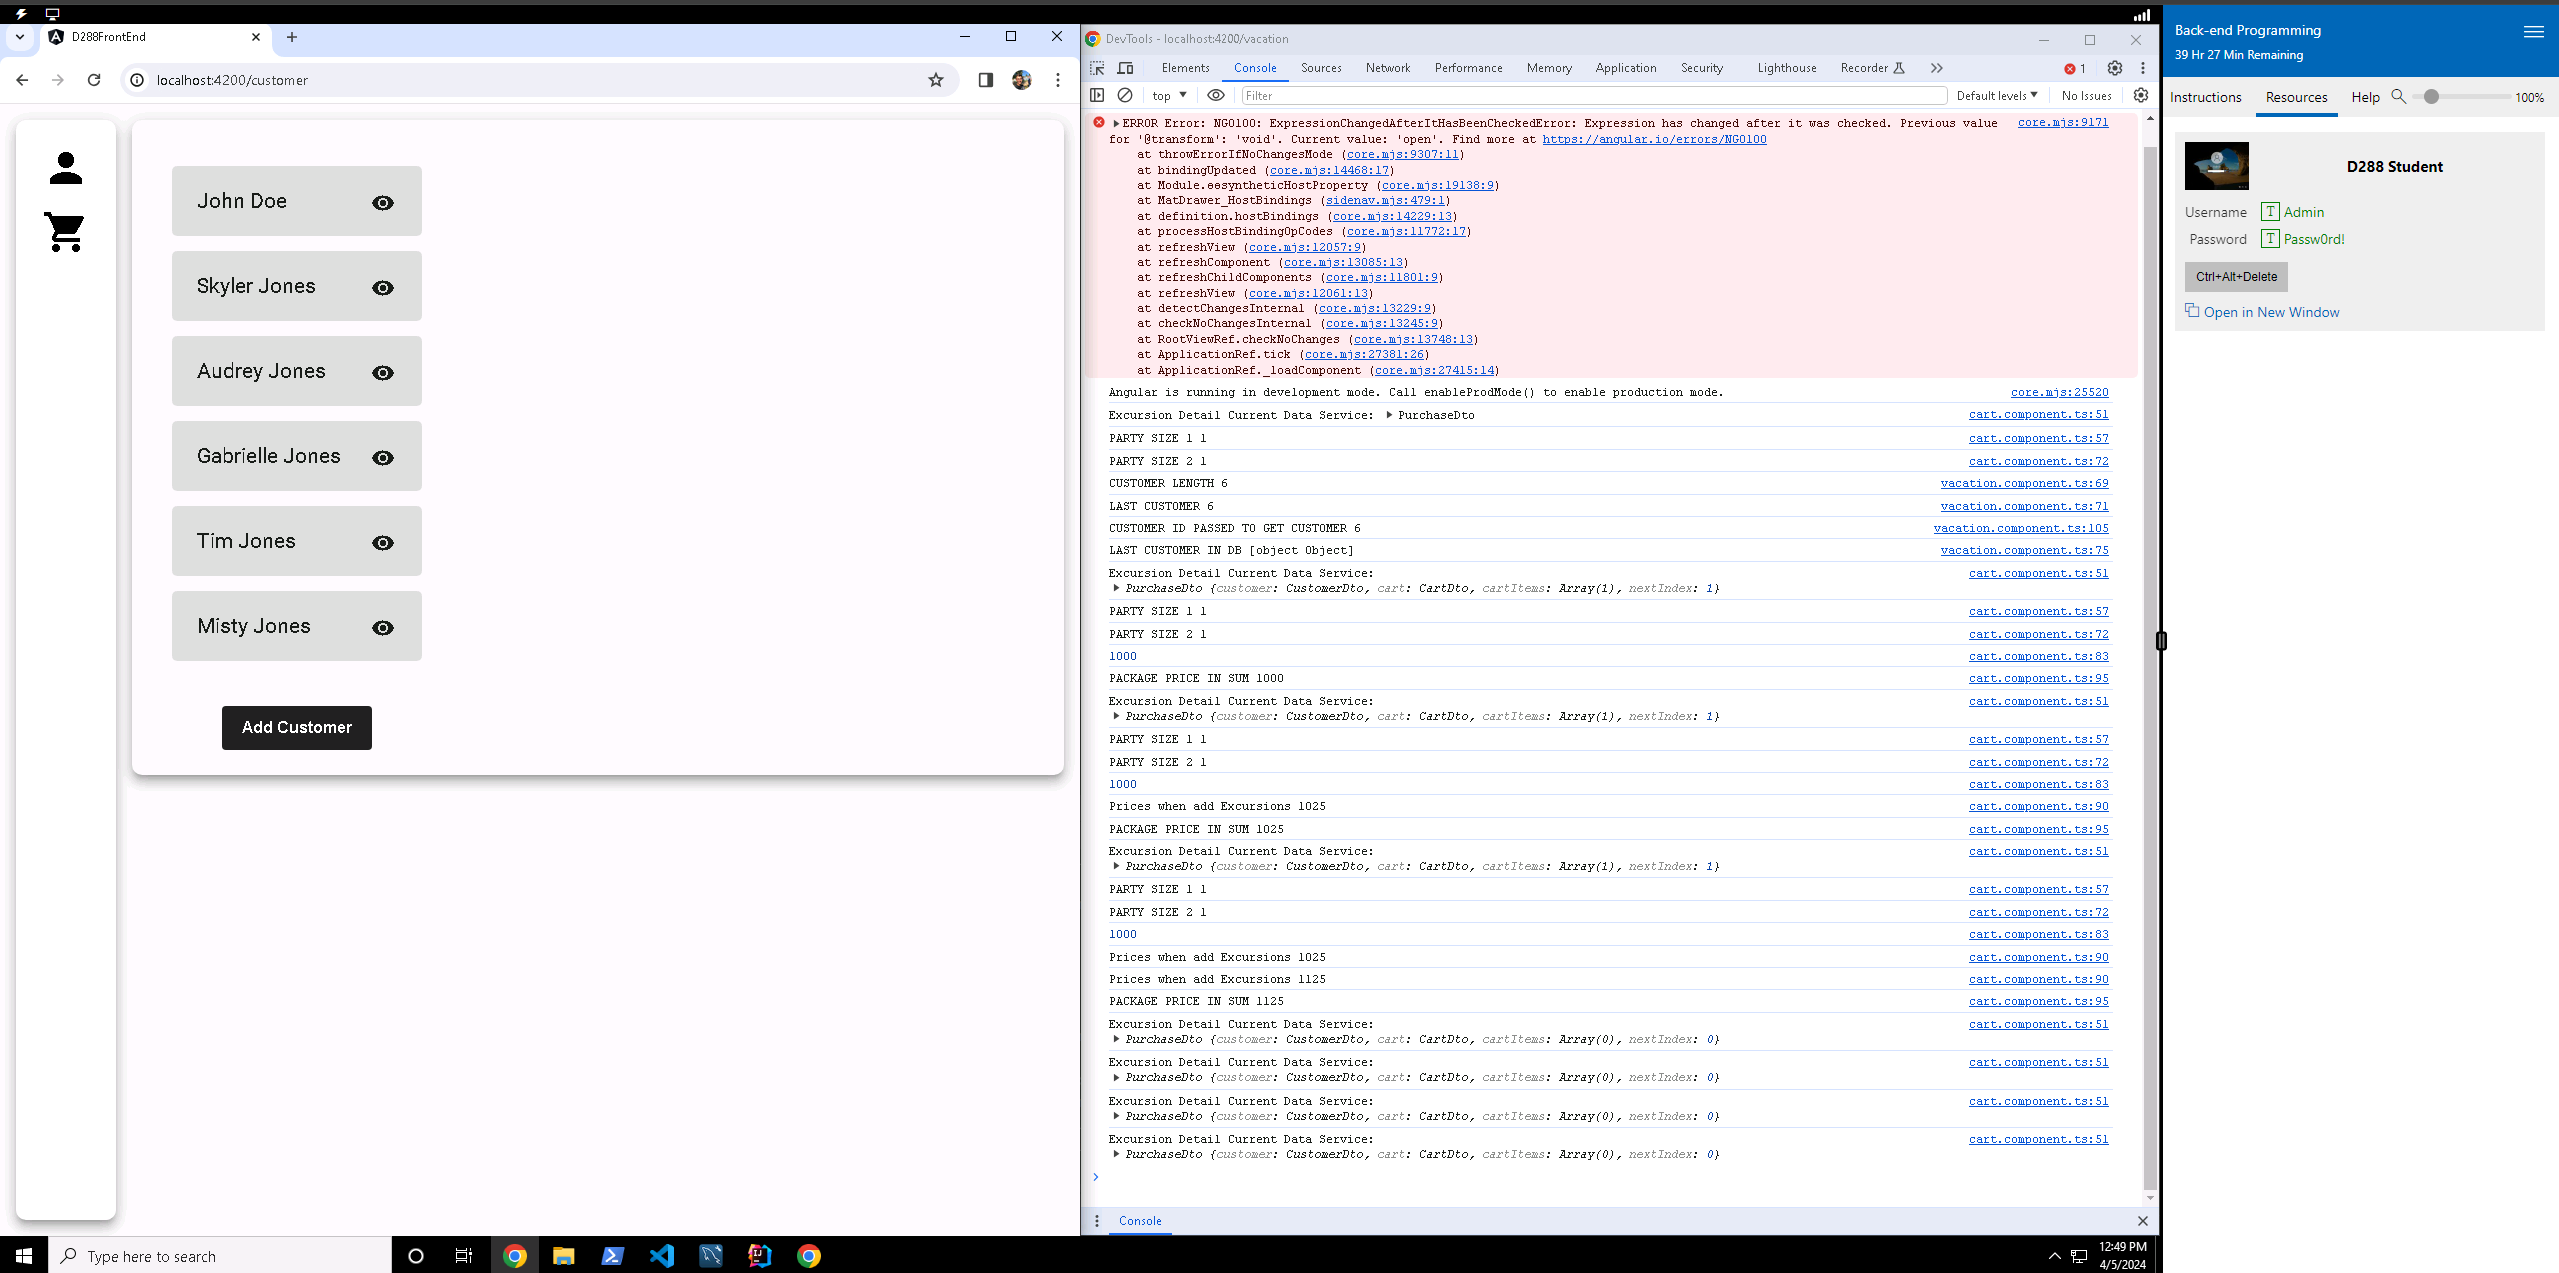 D288FrontEnd
localhost:4200/customer
John Doe
Skyler Jones
Audrey Jones
Gabrielle Jones
Tim Jones
Misty Jones
Add Customer
DevTools - localhost:4200/vacation
Elements Console Sources Network Performance Memory Application Security Lighthouse Recorder 1
top Filter Default levels No Issues
ERROR Error: NG0100: ExpressionChangedAfterItHasBeenCheckedError: Expression has changed after it was checked. Previous value core.mjs:9171
for '@transform': 'void'. Current value: 'open'. Find more at https://angular.io/errors/NG0100
at throwErrorIfNoChangesMode (core.mjs:9307:11)
at bindingUpdated (core.mjs:14468:17)
at Module.ɵɵsyntheticHostProperty (core.mjs:19138:9)
at MatDrawer_HostBindings (sidenav.mjs:479:1)
at definition.hostBindings (core.mjs:14229:13)
at processHostBindingOpCodes (core.mjs:11772:17)
at refreshView (core.mjs:12057:9)
at refreshComponent (core.mjs:13085:13)
at refreshChildComponents (core.mjs:11801:9)
at refreshView (core.mjs:12061:13)
at detectChangesInternal (core.mjs:13229:9)
at checkNoChangesInternal (core.mjs:13245:9)
at RootViewRef.checkNoChanges (core.mjs:13748:13)
at ApplicationRef.tick (core.mjs:27381:26)
at ApplicationRef._loadComponent (core.mjs:27415:14)
Angular is running in development mode. Call enableProdMode() to enable production mode. core.mjs:25520
Excursion Detail Current Data Service: PurchaseDto cart.component.ts:51
PARTY SIZE 1 1 cart.component.ts:57
PARTY SIZE 2 1 cart.component.ts:72
CUSTOMER LENGTH 6 vacation.component.ts:69
LAST CUSTOMER 6 vacation.component.ts:71
CUSTOMER ID PASSED TO GET CUSTOMER 6 vacation.component.ts:105
LAST CUSTOMER IN DB [object Object] vacation.component.ts:75
Excursion Detail Current Data Service: cart.component.ts:51
PurchaseDto {customer: CustomerDto, cart: CartDto, cartItems: Array(1), nextIndex: 1}
PARTY SIZE 1 1 cart.component.ts:57
PARTY SIZE 2 1 cart.component.ts:72
1000 cart.component.ts:83
PACKAGE PRICE IN SUM 1000 cart.component.ts:95
Excursion Detail Current Data Service: cart.component.ts:51
PurchaseDto {customer: CustomerDto, cart: CartDto, cartItems: Array(1), nextIndex: 1}
PARTY SIZE 1 1 cart.component.ts:57
PARTY SIZE 2 1 cart.component.ts:72
1000 cart.component.ts:83
Prices when add Excursions 1025 cart.component.ts:90
PACKAGE PRICE IN SUM 1025 cart.component.ts:95
Excursion Detail Current Data Service: cart.component.ts:51
PurchaseDto {customer: CustomerDto, cart: CartDto, cartItems: Array(1), nextIndex: 1}
PARTY SIZE 1 1 cart.component.ts:57
PARTY SIZE 2 1 cart.component.ts:72
1000 cart.component.ts:83
Prices when add Excursions 1025 cart.component.ts:90
Prices when add Excursions 1125 cart.component.ts:90
PACKAGE PRICE IN SUM 1125 cart.component.ts:95
Excursion Detail Current Data Service: cart.component.ts:51
PurchaseDto {customer: CustomerDto, cart: CartDto, cartItems: Array(0), nextIndex: 0}
Excursion Detail Current Data Service: cart.component.ts:51
PurchaseDto {customer: CustomerDto, cart: CartDto, cartItems: Array(0), nextIndex: 0}
Excursion Detail Current Data Service: cart.component.ts:51
PurchaseDto {customer: CustomerDto, cart: CartDto, cartItems: Array(0), nextIndex: 0}
Excursion Detail Current Data Service: cart.component.ts:51
PurchaseDto {customer: CustomerDto, cart: CartDto, cartItems: Array(0), nextIndex: 0}
Console
Back-end Programming
39 Hr 27 Min Remaining
Instructions Resources Help 100%
D288 Student
Username T Admin
Password T Passw0rd!
Ctrl+Alt+Delete
Open in New Window
Type here to search
12:49 PM
4/5/2024